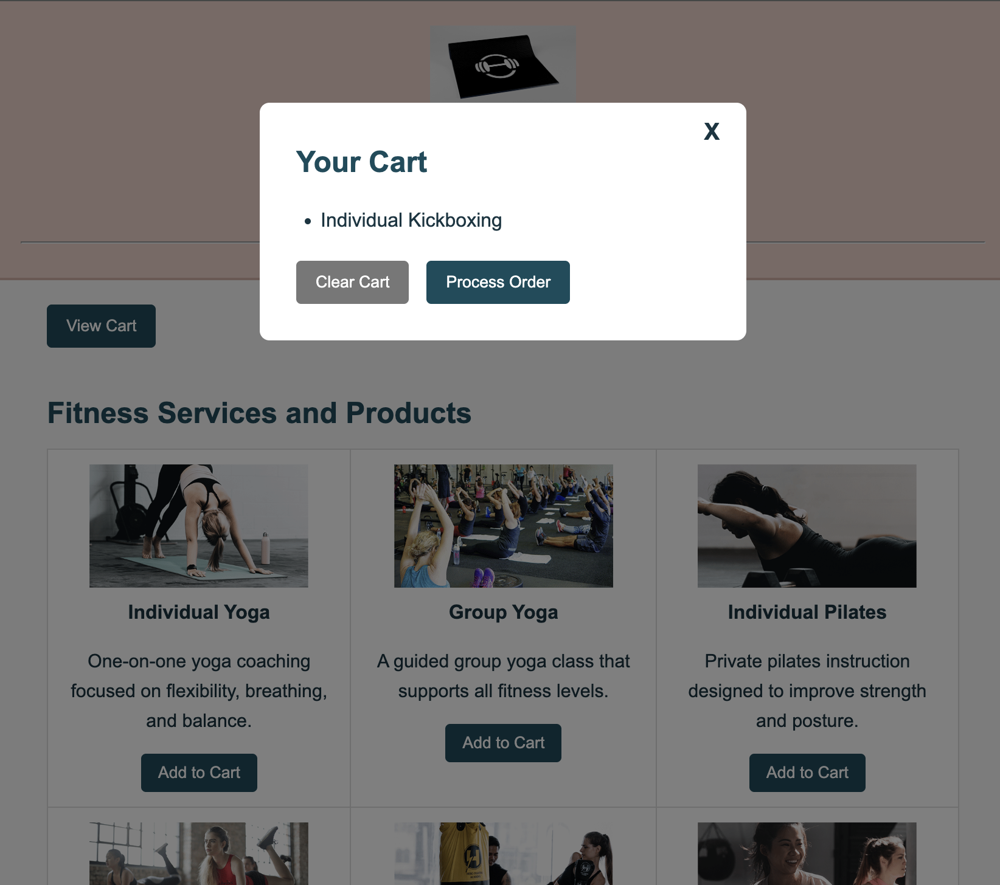 X
Your Cart
• Individual Kickboxing
Clear Cart
Process Order
View Cart
Fitness Services and Products
Individual Yoga
One-on-one yoga coaching
focused on flexibility, breathing,
and balance.
Add to Cart
Group Yoga
A guided group yoga class that
supports all fitness levels.
Add to Cart
Individual Pilates
Private pilates instruction
designed to improve strength
and posture.
Add to Cart